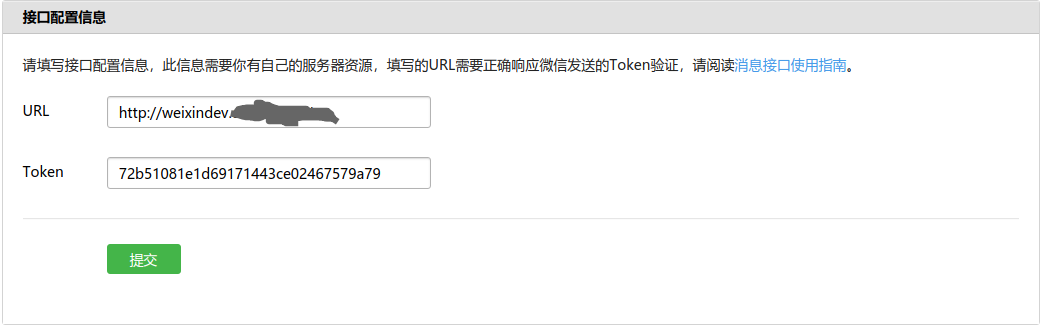 接口配置信息
请填写接口配置信息，此信息需要你有自己的服务器资源，填写的URL需要正确响应微信发送的Token验证，请阅读消息接口使用指南。
URL
http://weixindev.
Token
72b51081e1d69171443ce02467579a79
提交